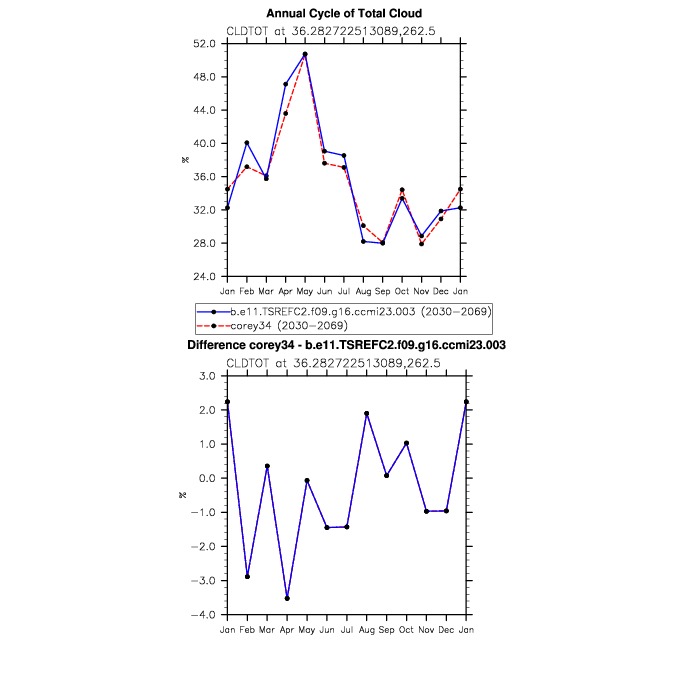 Annual Cycle of Total Cloud
CLDTOT at 36.282722513089,262.5
52.0
48.0
44.0
40.0
36.0
32.0
28.0
24.0
%
Jan Feb Mar Apr May Jun Jul Aug Sep Oct Nov Dec Jan
b.e11.TSREFC2.f09.g16.ccmi23.003 (2030-2069)
corey34 (2030-2069)
Difference corey34 - b.e11.TSREFC2.f09.g16.ccmi23.003
CLDTOT at 36.282722513089,262.5
3.0
2.0
1.0
0.0
-1.0
-2.0
-3.0
-4.0
%
Jan Feb Mar Apr May Jun Jul Aug Sep Oct Nov Dec Jan